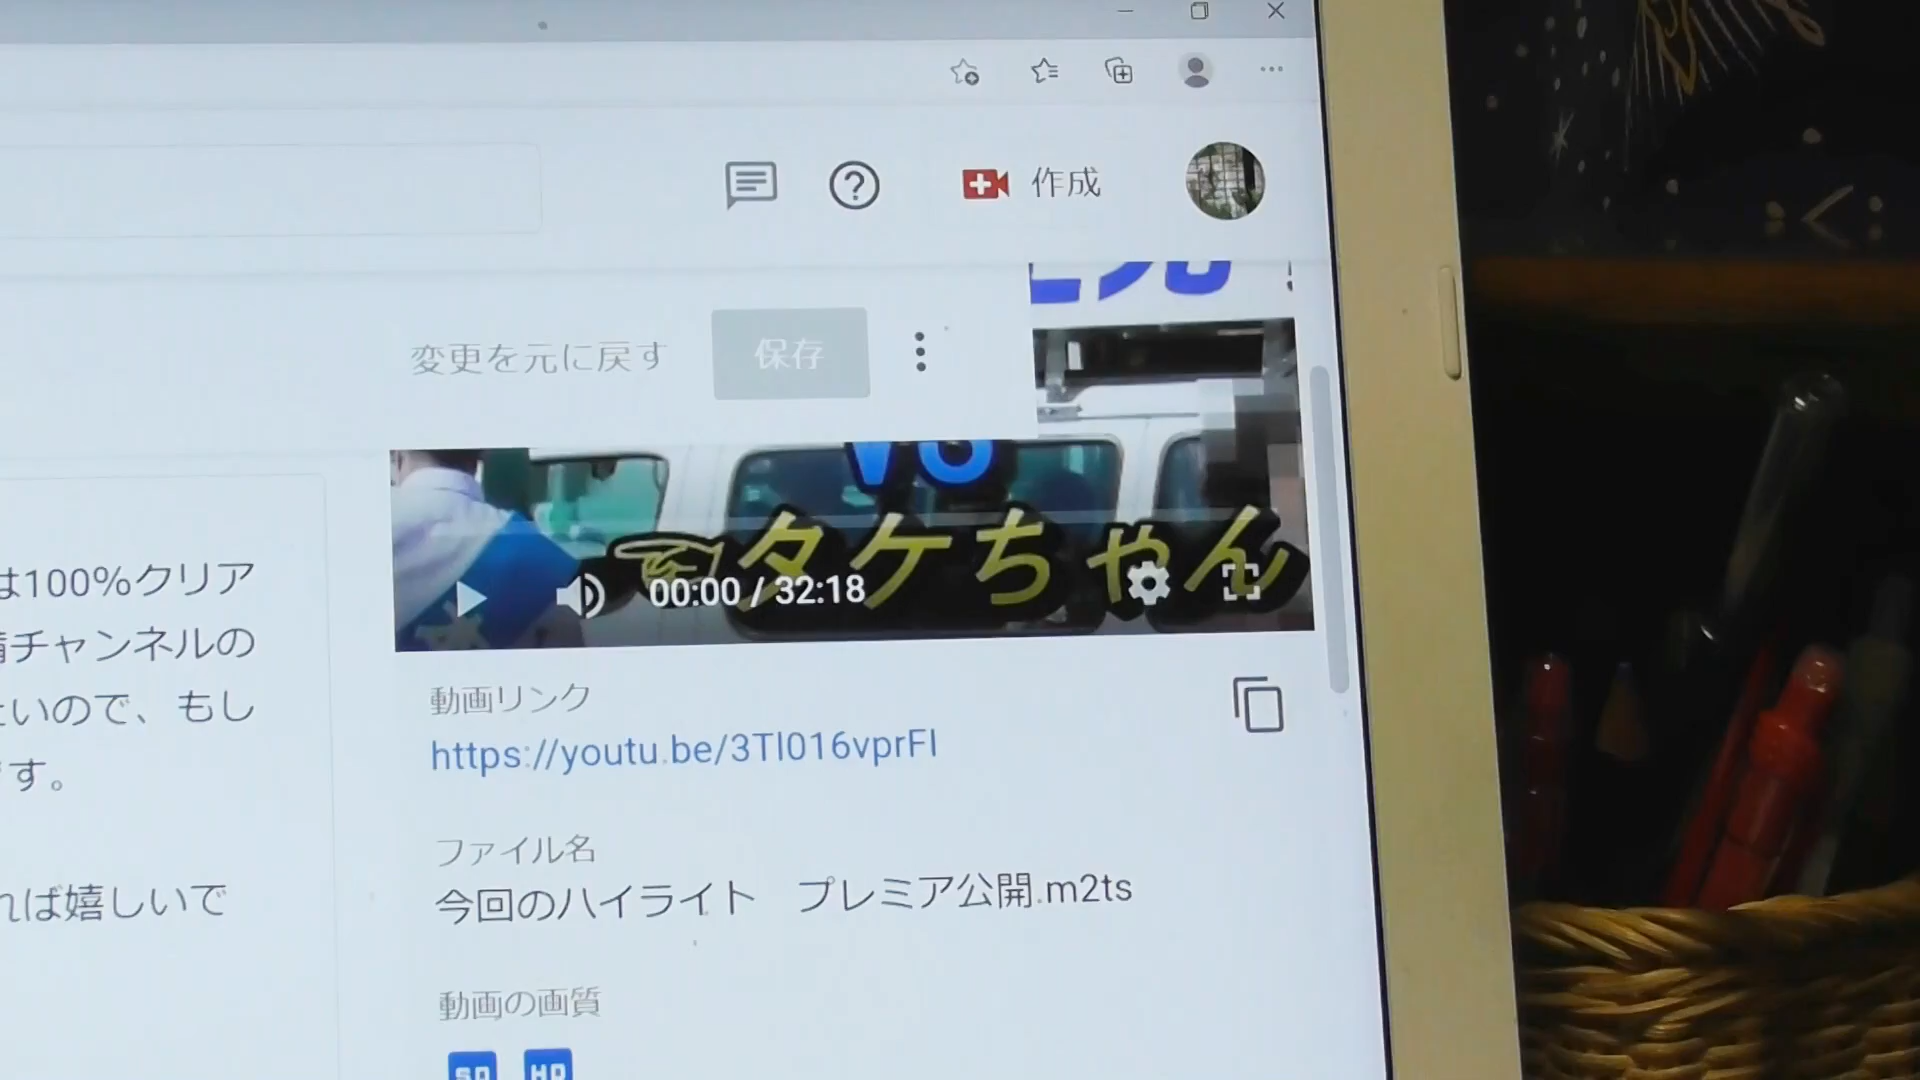 作成
変更を元に戻す
保存
VS
タケちゃん
00:00 / 32:18
は100%クリア
チャンネルの
いので、もし
す。
れば嬉しいで
動画リンク
https://youtu.be/3Tl016vprFI
ファイル名
今回のハイライト　プレミア公開.m2ts
動画の画質
SD HD